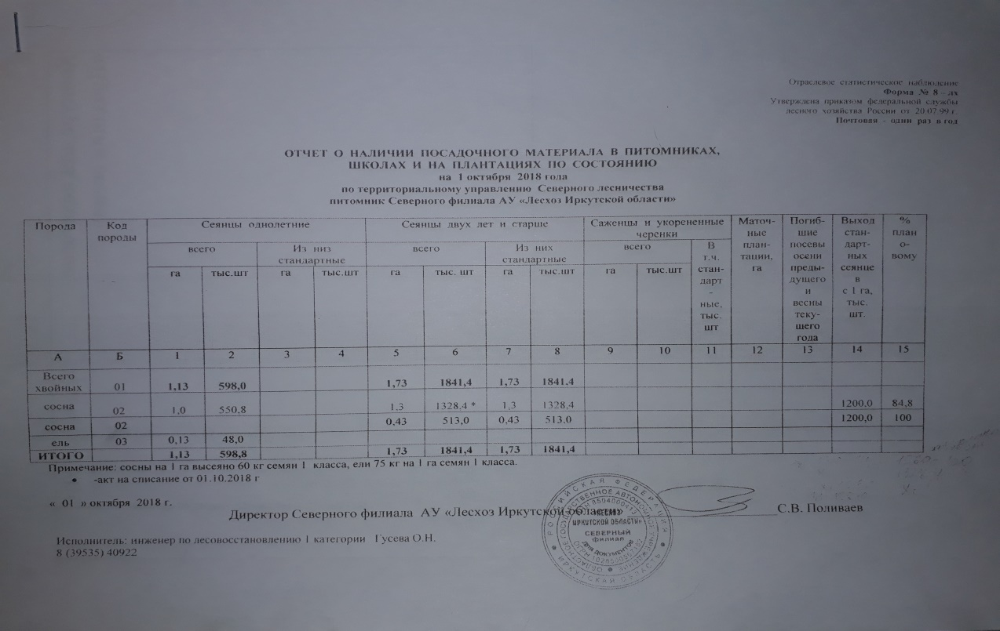 Отраслевое статистическое наблюдение
Форма № 8 - лх
Утверждена приказом федеральной службы
лесного хозяйства России от 20.07.99 г.
Почтовая - один раз в год
ОТЧЕТ О НАЛИЧИИ ПОСАДОЧНОГО МАТЕРИАЛА В ПИТОМНИКАХ,
ШКОЛАХ И НА ПЛАНТАЦИЯХ ПО СОСТОЯНИЮ
на 1 октября 2018 года
по территориальному управлению Северного лесничества
питомник Северного филиала АУ «Лесхоз Иркутской области»
Порода
Код
породы
Сеянцы однолетние
Сеянцы двух лет и старше
Саженцы и укорененные
черенки
Маточ-
ные
план-
тации,
га
Погиб-
шие
посевы
осени
преды-
дущего
и
весны
теку-
шего
года
Выход
стан-
дарт-
ных
сеянце
в
с 1 га,
тыс.
шт.
%
план
о-
вому
всего
Из низ
стандартные
всего
Из них
стандартные
всего
В
т.ч.
стан-
дарт
-
ные,
тыс.
шт
га тыс.шт га тыс.шт га тыс. шт га тыс.шт га тыс.шт
А Б 1 2 3 4 5 6 7 8 9 10 11 12 13 14 15
Всего
хвойных 01 1,13 598,0 1,73 1841,4 1,73 1841,4
сосна 02 1,0 550,8 1,3 1328,4 * 1,3 1328,4 1200,0 84,8
сосна 02 0,43 513,0 0,43 513,0 1200,0 100
ель 03 0,13 48,0
ИТОГО 1,13 598,8 1,73 1841,4 1,73 1841,4
Примечание: сосны на 1 га высеяно 60 кг семян 1 класса, ели 75 кг на 1 га семян 1 класса.
• -акт на списание от 01.10.2018 г
« 01 » октября 2018 г.
Директор Северного филиала АУ «Лесхоз Иркутской области» С.В. Поливаев
РОССИЙСКАЯ ФЕДЕРАЦИЯ
ИРКУТСКАЯ ОБЛАСТЬ
ИРКУТСКОЙ ОБЛАСТИ»
СЕВЕРНЫЙ
филиал
ДЛЯ ДОКУМЕНТОВ
Исполнитель: инженер по лесовосстановлению 1 категории Гусева О.Н.
8 (39535) 40922